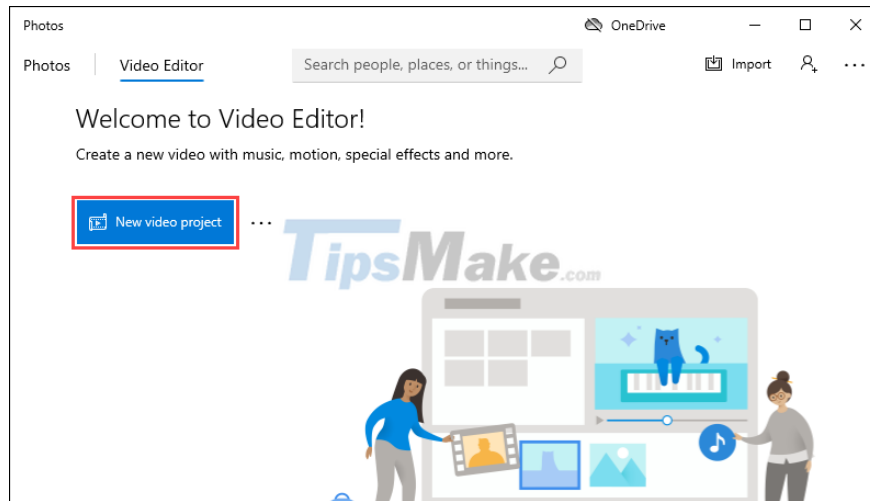 Photos
OneDrive
Photos
Video Editor
Search people, places, or things...
Import
Welcome to Video Editor!
Create a new video with music, motion, special effects and more.
New video project
TipsMake.com